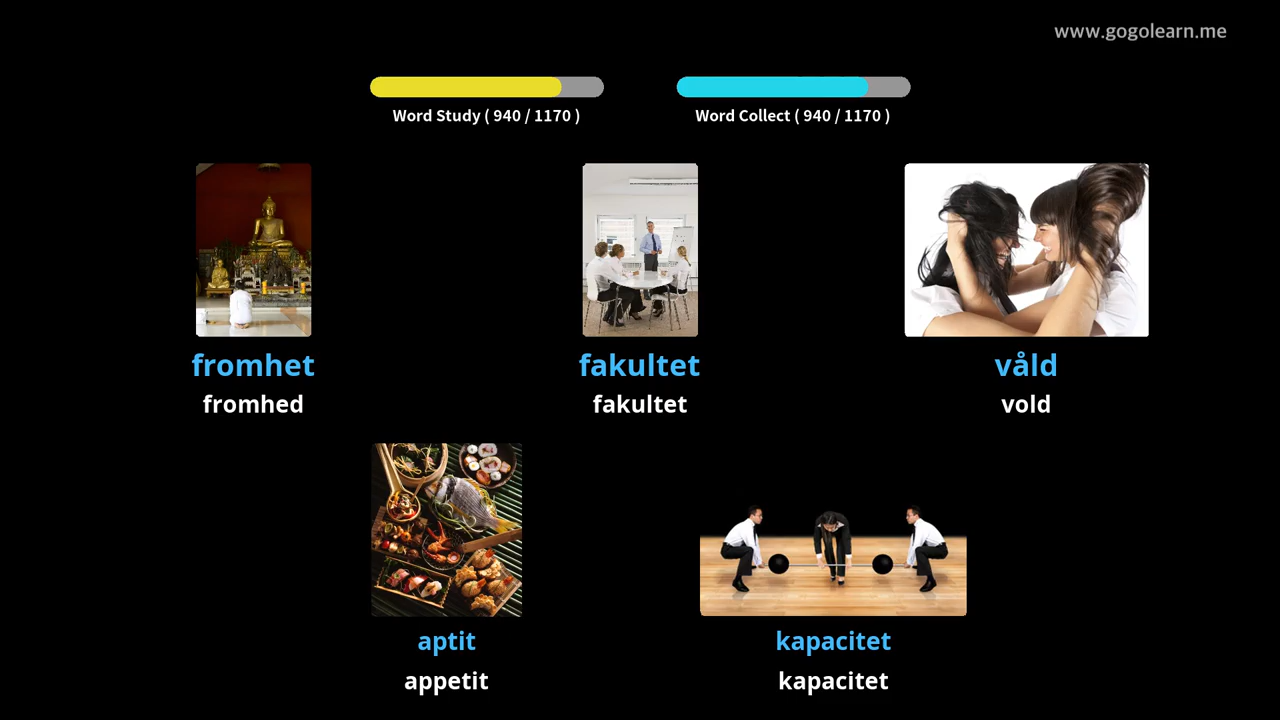 www.gogolearn.me
Word Study ( 940 / 1170 )
Word Collect ( 940 / 1170 )
fromhet
fakultet
våld
fromhed
fakultet
vold
aptit
kapacitet
appetit
kapacitet